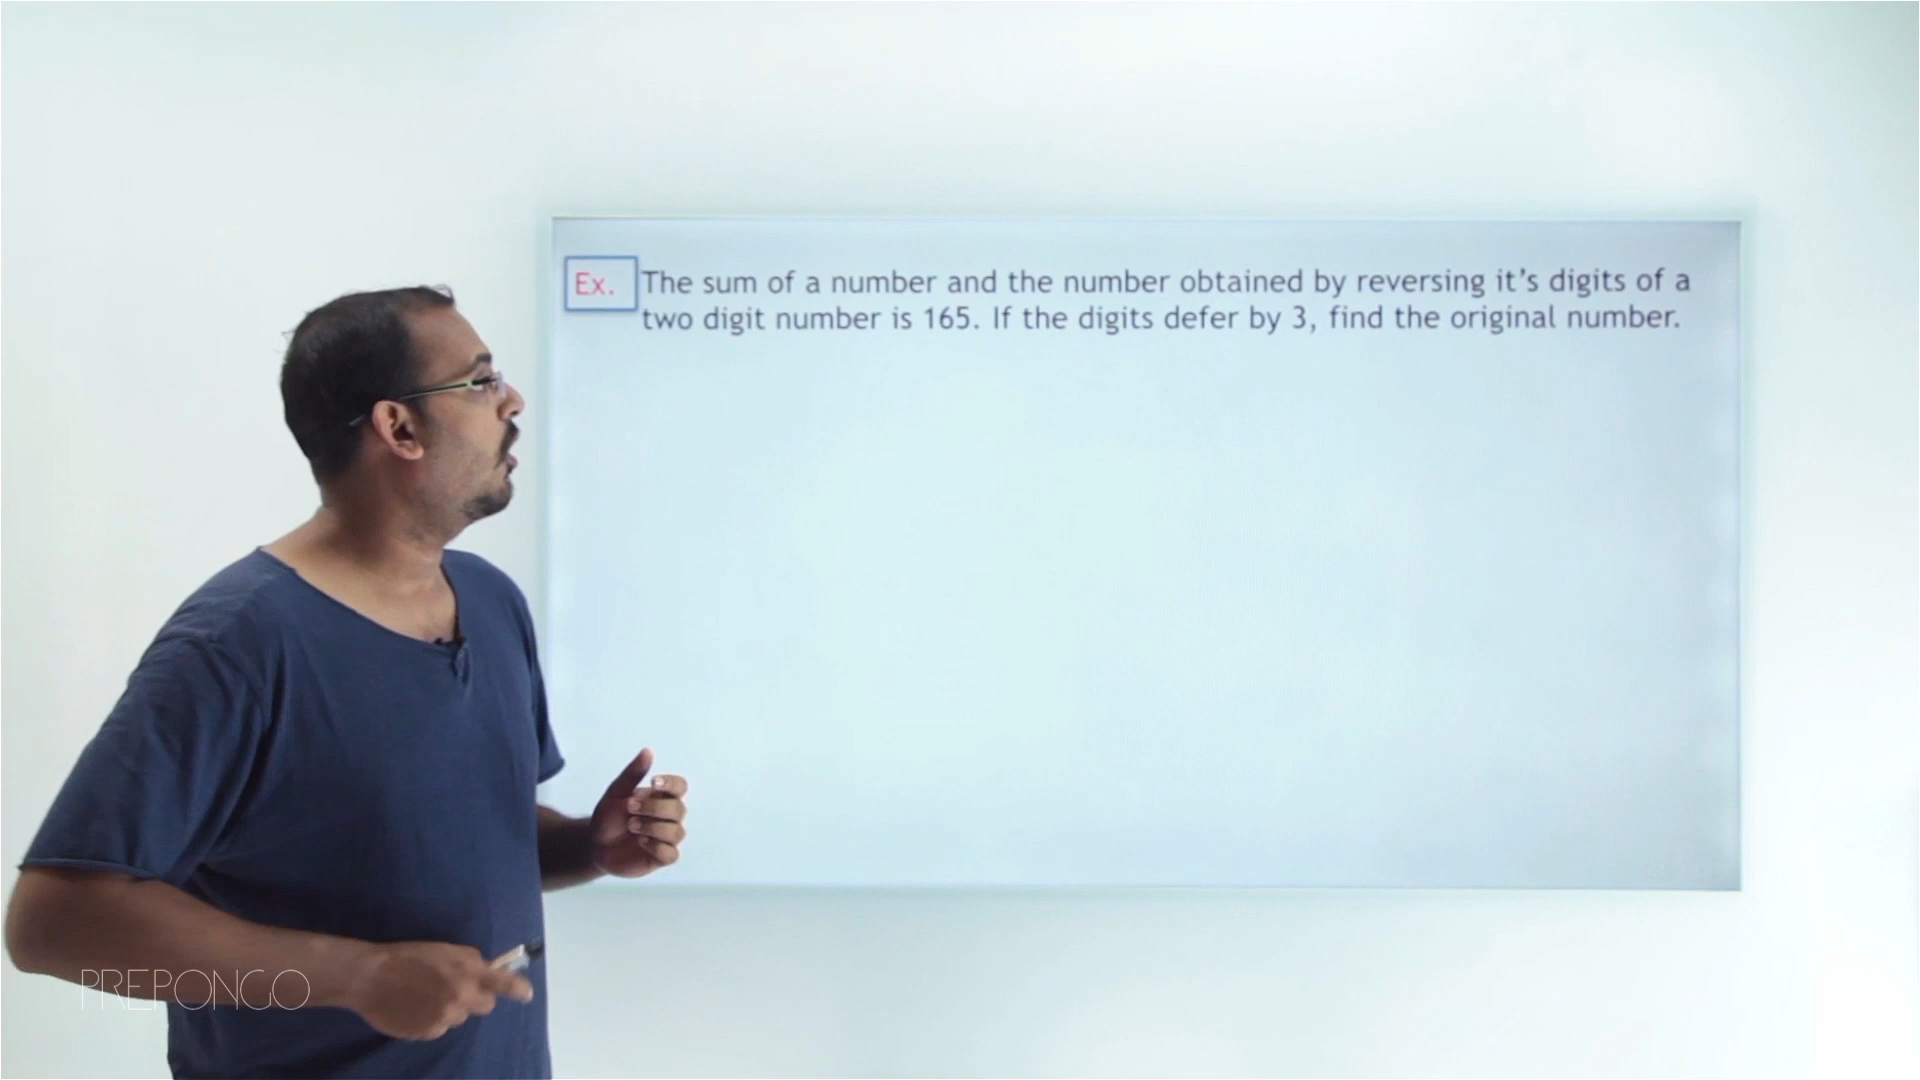 Ex. The sum of a number and the number obtained by reversing it's digits of a
two digit number is 165. If the digits defer by 3, find the original number.
PREPONGO